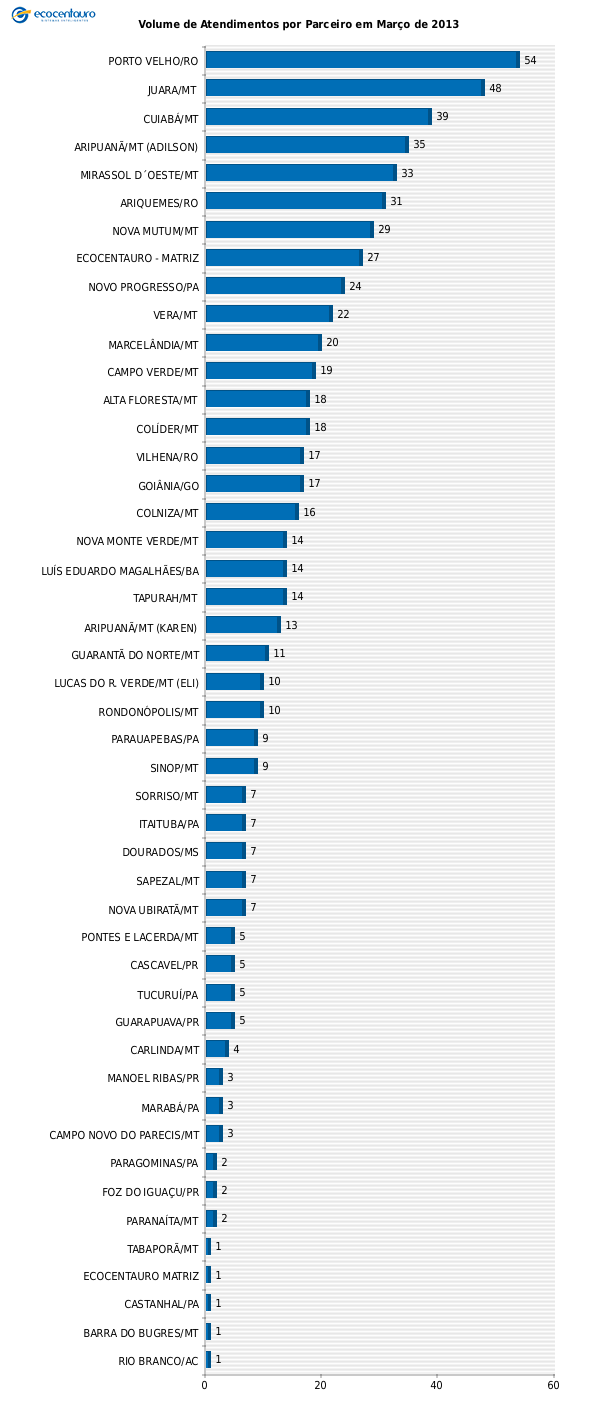 ecocentauro
Volume de Atendimentos por Parceiro em Março de 2013
PORTO VELHO/RO 54
JUARA/MT 48
CUIABÁ/MT 39
ARIPUANÃ/MT (ADILSON) 35
MIRASSOL D´OESTE/MT 33
ARIQUEMES/RO 31
NOVA MUTUM/MT 29
ECOCENTAURO - MATRIZ 27
NOVO PROGRESSO/PA 24
VERA/MT 22
MARCELÂNDIA/MT 20
CAMPO VERDE/MT 19
ALTA FLORESTA/MT 18
COLÍDER/MT 18
VILHENA/RO 17
GOIÂNIA/GO 17
COLNIZA/MT 16
NOVA MONTE VERDE/MT 14
LUÍS EDUARDO MAGALHÃES/BA 14
TAPURAH/MT 14
ARIPUANÃ/MT (KAREN) 13
GUARANTÃ DO NORTE/MT 11
LUCAS DO R. VERDE/MT (ELI) 10
RONDONÓPOLIS/MT 10
PARAUAPEBAS/PA 9
SINOP/MT 9
SORRISO/MT 7
ITAITUBA/PA 7
DOURADOS/MS 7
SAPEZAL/MT 7
NOVA UBIRATÃ/MT 7
PONTES E LACERDA/MT 5
CASCAVEL/PR 5
TUCURUÍ/PA 5
GUARAPUAVA/PR 5
CARLINDA/MT 4
MANOEL RIBAS/PR 3
MARABÁ/PA 3
CAMPO NOVO DO PARECIS/MT 3
PARAGOMINAS/PA 2
FOZ DO IGUAÇU/PR 2
PARANAÍTA/MT 2
TABAPORÃ/MT 1
ECOCENTAURO MATRIZ 1
CASTANHAL/PA 1
BARRA DO BUGRES/MT 1
RIO BRANCO/AC 1
0 20 40 60